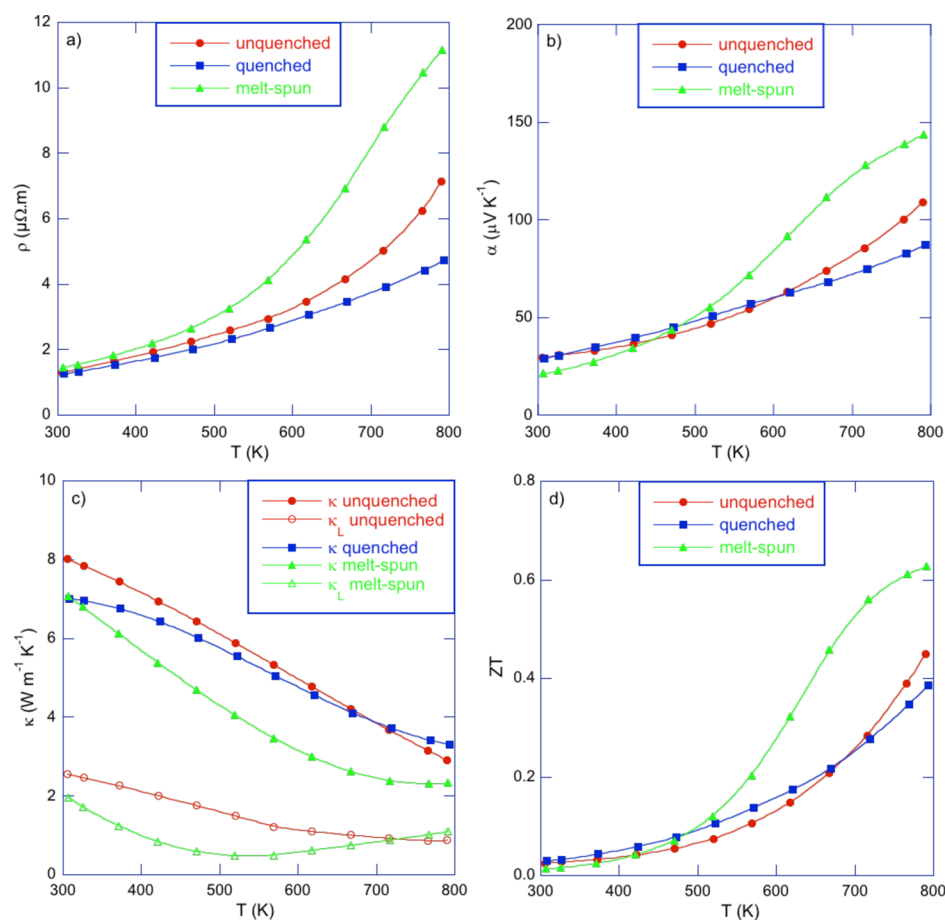 a)
unquenched
quenched
melt-spun
12
10
8
6
4
2
0
ρ (μΩ.m)
300 400 500 600 700 800
T (K)
b)
unquenched
quenched
melt-spun
200
150
100
50
0
α (μV K⁻¹)
300 400 500 600 700 800
T (K)
c)
κ unquenched
κL unquenched
κ quenched
κ melt-spun
κL melt-spun
10
8
6
4
2
0
κ (W m⁻¹ K⁻¹)
300 400 500 600 700 800
T (K)
d)
unquenched
quenched
melt-spun
0.8
0.6
0.4
0.2
0.0
ZT
300 400 500 600 700 800
T (K)